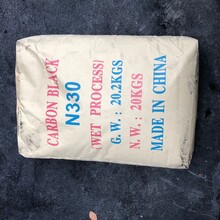 CARBON BLACK
N330
(WET PROCESS)
G. W.: 20.2KGS
N. W.: 20KGS
MADE IN CHINA